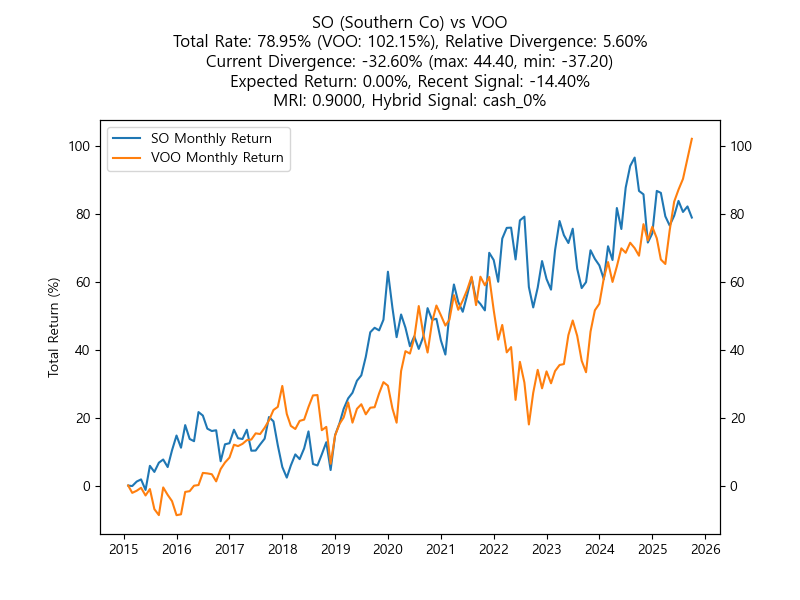 SO (Southern Co) vs VOO
Total Rate: 78.95% (VOO: 102.15%), Relative Divergence: 5.60%
Current Divergence: -32.60% (max: 44.40, min: -37.20)
Expected Return: 0.00%, Recent Signal: -14.40%
MRI: 0.9000, Hybrid Signal: cash_0%
SO Monthly Return
VOO Monthly Return
Total Return (%)
100
80
60
40
20
0
100
80
60
40
20
0
2015 2016 2017 2018 2019 2020 2021 2022 2023 2024 2025 2026